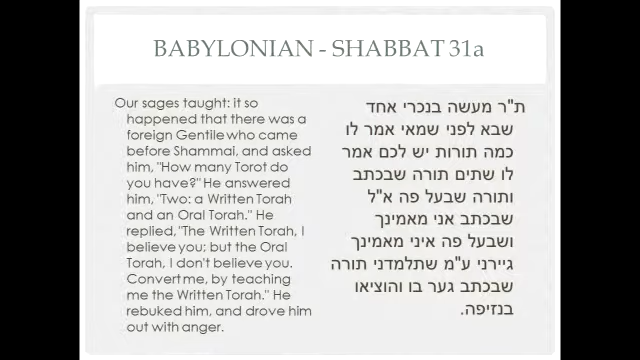 BABYLONIAN - SHABBAT 31a
Our sages taught: it so
happened that there was a
foreign Gentile who came
before Shammai, and asked
him, "How many Torot do
you have?" He answered
him, "Two: a Written Torah
and an Oral Torah." He
replied, "The Written Torah, I
believe you; but the Oral
Torah, I don't believe you.
Convert me, by teaching
me the Written Torah." He
rebuked him, and drove him
out with anger.
ת"ר מעשה בנכרי אחד
שבא לפני שמאי אמר לו
כמה תורות יש לכם אמר
לו שתים תורה שבכתב
ותורה שבעל פה א"ל
שבכתב אני מאמינך
ושבעל פה איני מאמינך
גיירני ע"מ שתלמדני תורה
שבכתב גער בו והוציאו
בנזיפה.